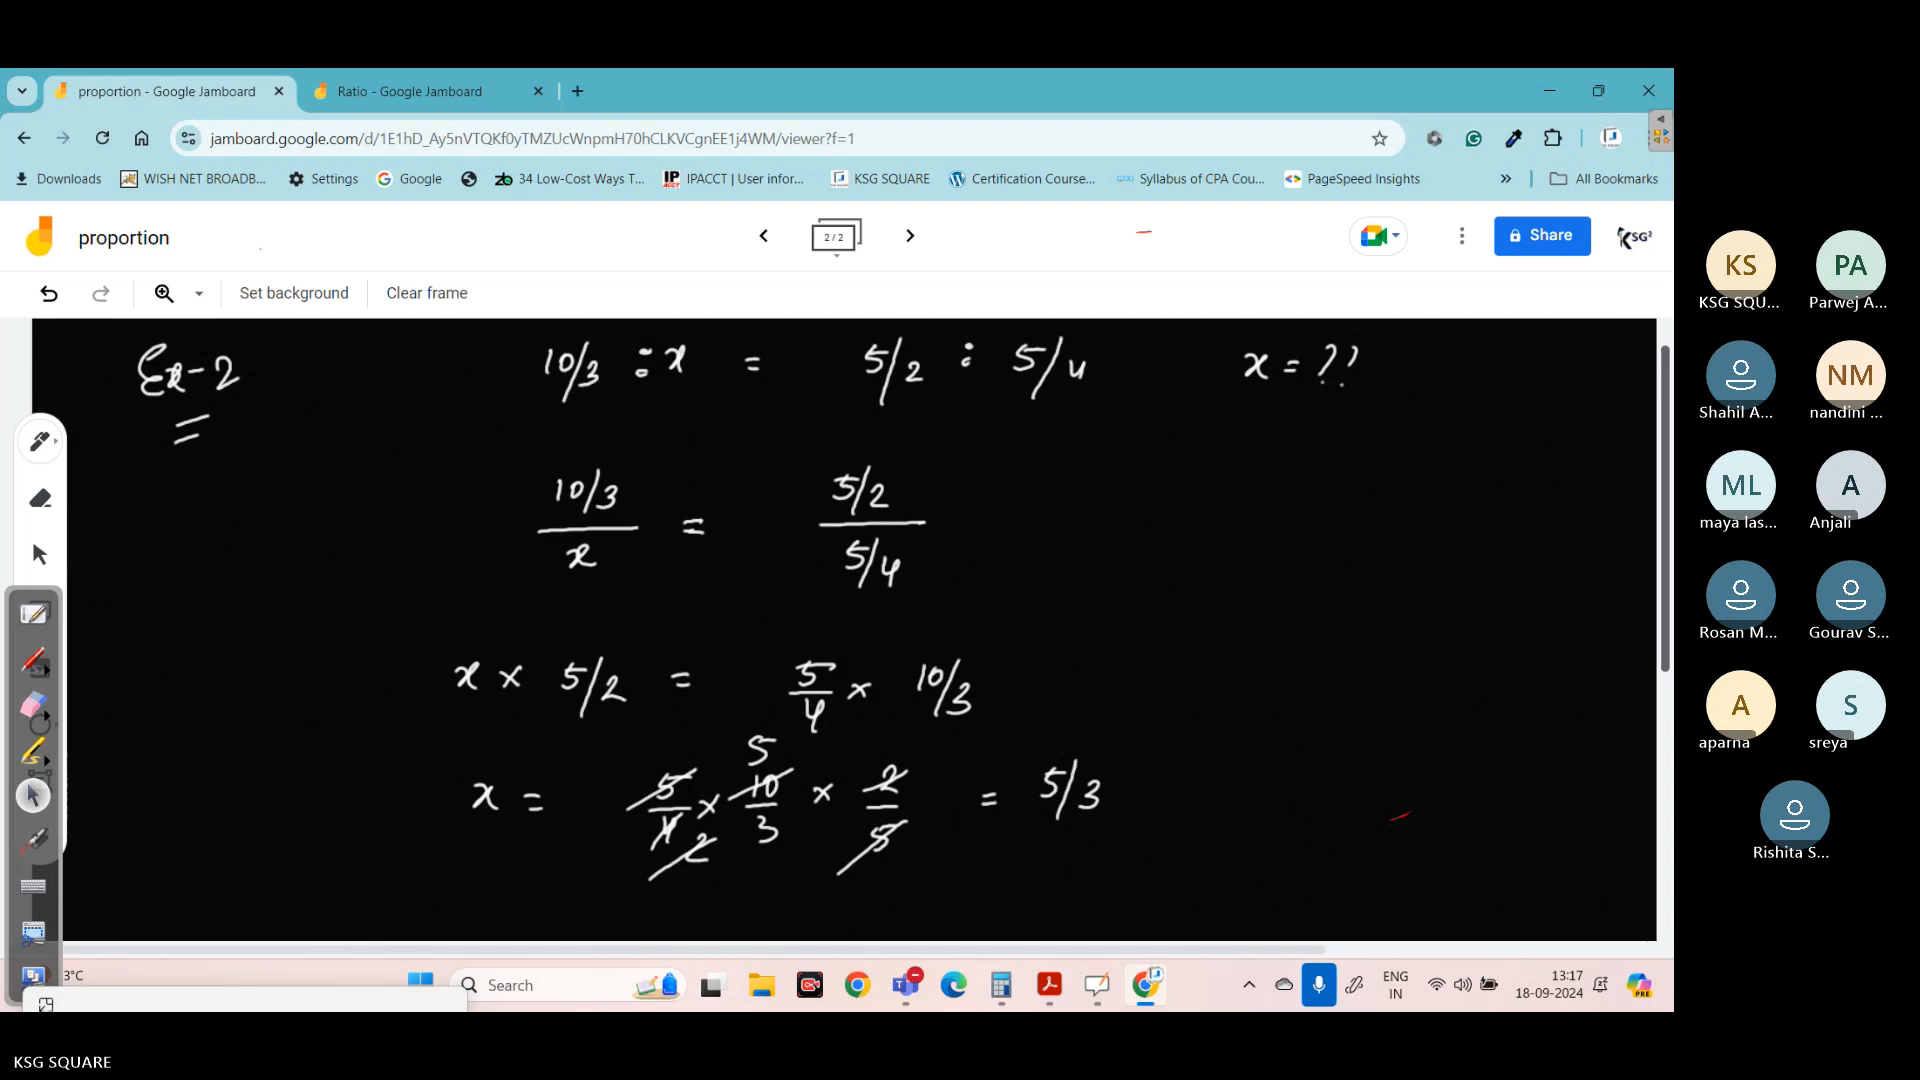 proportion - Google Jamboard
Ratio - Google Jamboard
jamboard.google.com/d/1E1hD_Ay5nVTQKf0yTMZUcWnpmH70hCLKVCgnEE1j4WM/viewer?f=1
Downloads WISH NET BROADB... Settings Google 34 Low-Cost Ways T... IPACCT | User infor... KSG SQUARE Certification Course... Syllabus of CPA Cou... PageSpeed Insights » All Bookmarks
proportion
2 / 2
Share
KSG²
Set background Clear frame
Ex-2 10/3 : x = 5/2 : 5/4 x = ??
10/3 / x = 5/2 / 5/4
x × 5/2 = 5/4 × 10/3
5
x = 5/4 × 10/3 × 2/5 = 5/3
2
3°C
Search
ENG
IN
13:17
18-09-2024
PRE
KS
KSG SQU...
PA
Parwej A...
Shahil A...
NM
nandini ...
ML
maya las...
A
Anjali
Rosan M...
Gourav S...
A
aparna
S
sreya
Rishita S...
KSG SQUARE